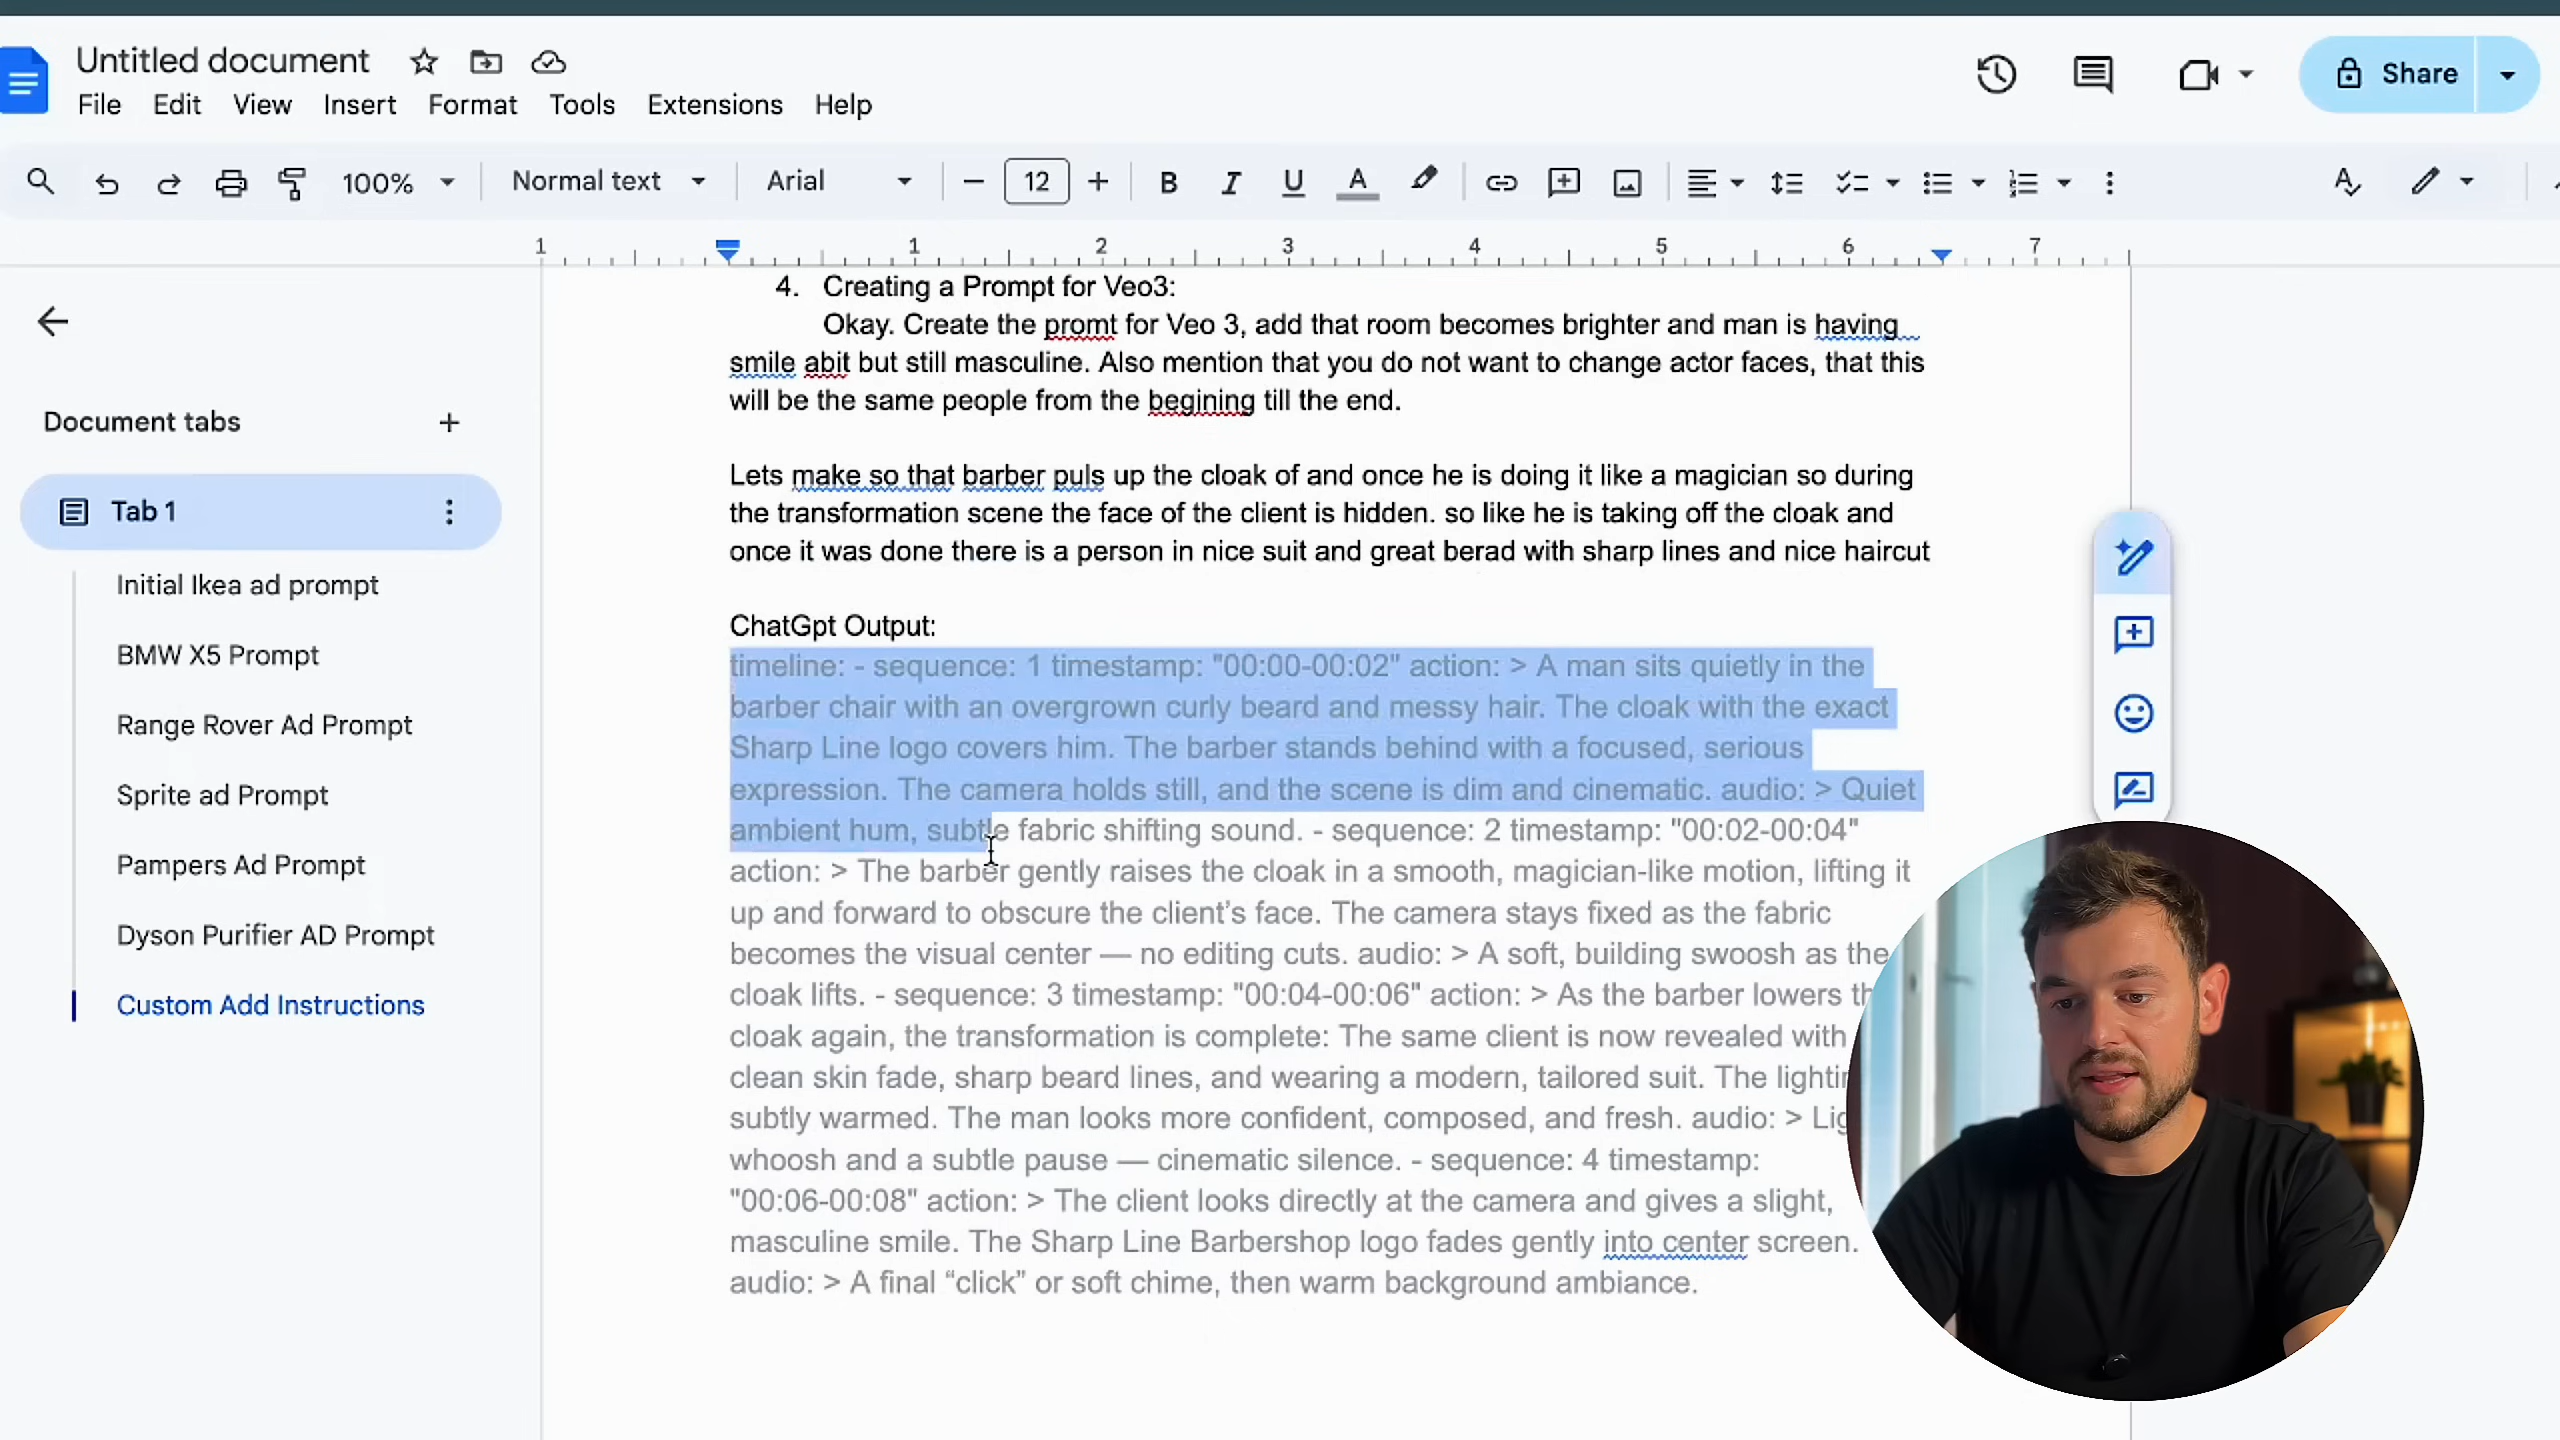 Untitled document
File Edit View Insert Format Tools Extensions Help
Share
100% Normal text Arial 12 B I U A
1 1 2 3 4 5 6 7
Document tabs
Tab 1
Initial Ikea ad prompt
BMW X5 Prompt
Range Rover Ad Prompt
Sprite ad Prompt
Pampers Ad Prompt
Dyson Purifier AD Prompt
Custom Add Instructions
4. Creating a Prompt for Veo3:
Okay. Create the promt for Veo 3, add that room becomes brighter and man is having
smile abit but still masculine. Also mention that you do not want to change actor faces, that this
will be the same people from the begining till the end.
Lets make so that barber puls up the cloak of and once he is doing it like a magician so during
the transformation scene the face of the client is hidden. so like he is taking off the cloak and
once it was done there is a person in nice suit and great berad with sharp lines and nice haircut
ChatGpt Output:
timeline: - sequence: 1 timestamp: "00:00-00:02" action: > A man sits quietly in the
barber chair with an overgrown curly beard and messy hair. The cloak with the exact
Sharp Line logo covers him. The barber stands behind with a focused, serious
expression. The camera holds still, and the scene is dim and cinematic. audio: > Quiet
ambient hum, subtle fabric shifting sound. - sequence: 2 timestamp: "00:02-00:04"
action: > The barber gently raises the cloak in a smooth, magician-like motion, lifting it
up and forward to obscure the client’s face. The camera stays fixed as the fabric
becomes the visual center — no editing cuts. audio: > A soft, building swoosh as the
cloak lifts. - sequence: 3 timestamp: "00:04-00:06" action: > As the barber lowers
cloak again, the transformation is complete: The same client is now revealed with
clean skin fade, sharp beard lines, and wearing a modern, tailored suit. The
subtly warmed. The man looks more confident, composed, and fresh. audio: >
whoosh and a subtle pause — cinematic silence. - sequence: 4 timestamp:
"00:06-00:08" action: > The client looks directly at the camera and gives a slight,
masculine smile. The Sharp Line Barbershop logo fades gently into center screen.
audio: > A final “click” or soft chime, then warm background ambiance.